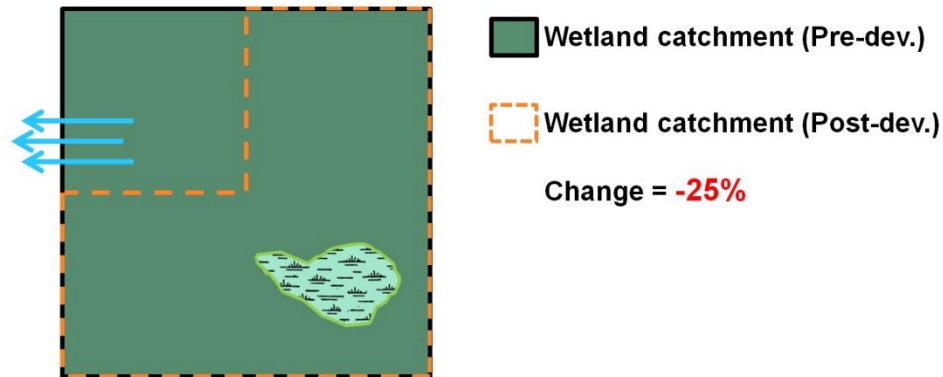 Wetland catchment (Pre-dev.)
Wetland catchment (Post-dev.)
Change = -25%